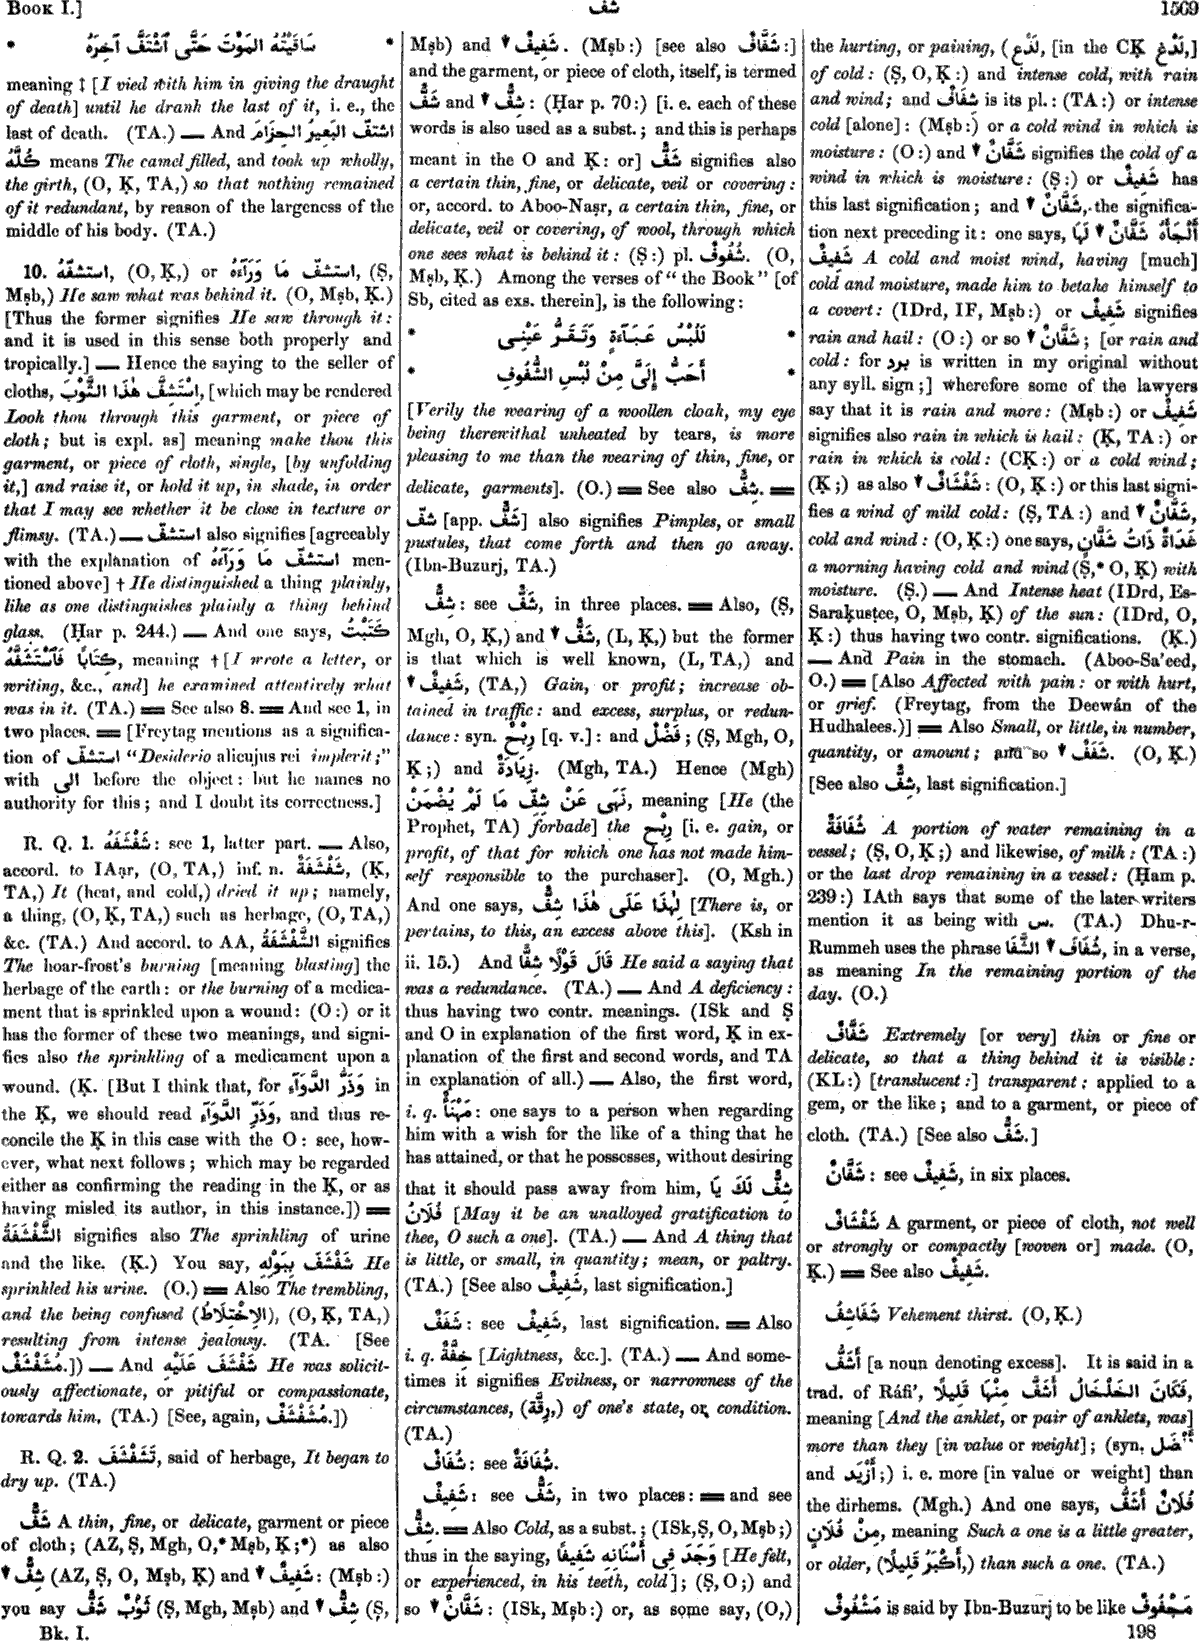 BOOK I.] شف 1569
* سَاقَيْتُهُ المَوْتَ حَتَّى ٱشْتَفَّ آخِرَهُ *
meaning ‡ [I vied with him in giving the draught
of death] until he drank the last of it, i. e., the
last of death. (TA.) — And اشتفّ البَعِيرُ الحِزَامَ
كُلَّهُ means The camel filled, and took up wholly,
the girth, (O, Ḳ, TA,) so that nothing remained
of it redundant, by reason of the largeness of the
middle of his body. (TA.)
10. استشفّهُ, (O, Ḳ,) or استشفّ مَا وَرَآءَهُ, (Ṣ,
Mṣb,) He saw what was behind it. (O, Mṣb, Ḳ.)
[Thus the former signifies He saw through it:
and it is used in this sense both properly and
tropically.] — Hence the saying to the seller of
cloths, اِسْتَشِفَّ هٰذَا الثَّوْبَ, [which may be rendered
Look thou through this garment, or piece of
cloth; but is expl. as] meaning make thou this
garment, or piece of cloth, single, [by unfolding
it,] and raise it, or hold it up, in shade, in order
that I may see whether it be close in texture or
flimsy. (TA.) — استشفّ also signifies [agreeably
with the explanation of استشفّ مَا وَرَآءَهُ men-
tioned above] † He distinguished a thing plainly,
like as one distinguishes plainly a thing behind
glass. (Ḥar p. 244.) — And one says, كَتَبْتُ
كِتَابًا فَٱسْتَشَفَّهُ, meaning † [I wrote a letter, or
writing, &c., and] he examined attentively what
was in it. (TA.) = See also 8. = And see 1, in
two places. = [Freytag mentions as a significa-
tion of استشفّ “Desiderio alicujus rei implerit;”
with الى before the object: but he names no
authority for this; and I doubt its correctness.]
R. Q. 1. شَفْشَفَهُ: see 1, latter part. — Also,
accord. to IAạr, (O, TA,) inf. n. شَفْشَفَةٌ, (Ḳ,
TA,) It (heat, and cold,) dried it up; namely,
a thing, (O, Ḳ, TA,) such as herbage, (O, TA,)
&c. (TA.) And accord. to AA, الشَّفْشَفَةُ signifies
The hoar-frost's burning [meaning blasting] the
herbage of the earth: or the burning of a medica-
ment that is sprinkled upon a wound: (O:) or it
has the former of these two meanings, and signi-
fies also the sprinkling of a medicament upon a
wound. (Ḳ. [But I think that, for وَذَرُّ الدَّوَآءِ in
the Ḳ, we should read وَذَرِّ الدَّوَآءِ, and thus re-
concile the Ḳ in this case with the O: see, how-
ever, what next follows; which may be regarded
either as confirming the reading in the Ḳ, or as
having misled its author, in this instance.]) =
الشَّفْشَفَةُ signifies also The sprinkling of urine
and the like. (Ḳ.) You say, شَفْشَفَ بِبَوْلِهِ He
sprinkled his urine. (O.) = Also The trembling,
and the being confused (الاِخْتِلَاطُ), (O, Ḳ, TA,)
resulting from intense jealousy. (TA. [See
مُشَفْشَفٌ.]) — And شَفْشَفَ عَلَيْهِ He was solicit-
ously affectionate, or pitiful or compassionate,
towards him. (TA.) [See, again, مُشَفْشَفٌ.])
R. Q. 2. تَشَفْشَفَ, said of herbage, It began to
dry up. (TA.)
شَفٌّ A thin, fine, or delicate, garment or piece
of cloth; (AZ, Ṣ, Mgh, O,* Mṣb, Ḳ;*) as also
▼ شِفٌّ (AZ, Ṣ, O, Mṣb, Ḳ) and ▼ شَفِيفٌ: (Mṣb:)
you say ثَوْبٌ شَفٌّ (Ṣ, Mgh, Mṣb) and ▼ شِفٌّ (Ṣ,
Bk. I.
Mṣb) and ▼ شَفِيفٌ. (Mṣb:) [see also شَفَّافٌ:]
and the garment, or piece of cloth, itself, is termed
شَفٌّ and ▼ شِفٌّ: (Ḥar p. 70:) [i. e. each of these
words is also used as a subst.; and this is perhaps
meant in the O and Ḳ: or] شَفٌّ signifies also
a certain thin, fine, or delicate, veil or covering:
or, accord. to Aboo-Naṣr, a certain thin, fine, or
delicate, veil or covering, of wool, through which
one sees what is behind it: (Ṣ:) pl. شُفُوفٌ. (O,
Mṣb, Ḳ.) Among the verses of “the Book” [of
Sb, cited as exs. therein], is the following:
* لَلُبْسُ عَبَآءَةٍ وَتَقَرُّ عَيْنِى *
* أَحَبُّ إِلَىَّ مِنْ لُبْسِ الشُّفُوفِ *
[Verily the wearing of a woollen cloak, my eye
being therewithal unheated by tears, is more
pleasing to me than the wearing of thin, fine, or
delicate, garments]. (O.) = See also شِفٌّ. =
شفّ [app. شَفٌّ] also signifies Pimples, or small
pustules, that come forth and then go away.
(Ibn-Buzurj, TA.)
شِفٌّ: see شَفٌّ, in three places. = Also, (Ṣ,
Mgh, O, Ḳ,) and ▼ شَفٌّ, (L, Ḳ,) but the former
is that which is well known, (L, TA,) and
▼ شَفِيفٌ, (TA,) Gain, or profit; increase ob-
tained in traffic: and excess, surplus, or redun-
dance: syn. رِبْحٌ [q. v.]: and فَضْلٌ; (Ṣ, Mgh, O,
Ḳ;) and زِيَادَةٌ. (Mgh, TA.) Hence (Mgh)
نَهَى عَنْ شِفِّ مَا لَمْ يُضْمَنْ, meaning [He (the
Prophet, TA) forbade] the رِبْح [i. e. gain, or
profit, of that for which one has not made him-
self responsible to the purchaser]. (O, Mgh.)
And one says, لِهٰذَا عَلَى هٰذَا شِفٌّ [There is, or
pertains, to this, an excess above this]. (Ksh in
ii. 15.) And قَالَ قَوْلًا شِفًّا He said a saying that
was a redundance. (TA.) — And A deficiency:
thus having two contr. meanings. (ISk and Ṣ
and O in explanation of the first word, Ḳ in ex-
planation of the first and second words, and TA
in explanation of all.) — Also, the first word,
i. q. مَهْنَأٌ: one says to a person when regarding
him with a wish for the like of a thing that he
has attained, or that he possesses, without desiring
that it should pass away from him, شِفٌّ لَكَ يَا
فُلَانُ [May it be an unalloyed gratification to
thee, O such a one]. (TA.) — And A thing that
is little, or small, in quantity; mean, or paltry.
(TA.) [See also شَفِيفٌ, last signification.]
شَفَفٌ: see شَفِيفٌ, last signification. = Also
i. q. خِفَّةٌ [Lightness, &c.]. (TA.) — And some-
times it signifies Evilness, or narrowness of the
circumstances, (رِقَّة,) of one's state, or condition.
(TA.)
شُفَافٌ: see شُفَافَةٌ.
شَفِيفٌ: see شَفٌّ, in two places: = and see
شِفٌّ. = Also Cold, as a subst.; (ISk, Ṣ, O, Mṣb;)
thus in the saying, وَجَدَ فِى أَسْنَانِهِ شَفِيفًا [He felt,
or experienced, in his teeth, cold]; (Ṣ, O;) and
so ▼ شَفَّانٌ: (ISk, Mṣb:) or, as some say, (O,)
the hurting, or paining, (لَذْع, [in the CḲ لَدْغ,]
of cold: (Ṣ, O, Ḳ:) and intense cold, with rain
and wind; and شِفَافٌ is its pl.: (TA:) or intense
cold [alone]: (Mṣb:) or a cold wind in which is
moisture: (O:) and ▼ شَفَّانٌ signifies the cold of a
wind in which is moisture: (Ṣ:) or شَفِيفٌ has
this last signification; and ▼ شَفَّانٌ, the significa-
tion next preceding it: one says, أَلْجَأَهُ شَفَّانٌ ▼ لَهَا
شَفِيفٌ A cold and moist wind, having [much]
cold and moisture, made him to betake himself to
a covert: (IDrd, IF, Mṣb:) or شَفِيفٌ signifies
rain and hail: (O:) or so ▼ شَفَّانٌ; [or rain and
cold: for برد is written in my original without
any syll. sign;] wherefore some of the lawyers
say that it is rain and more: (Mṣb:) or شَفِيفٌ
signifies also rain in which is hail: (Ḳ, TA:) or
rain in which is cold: (CḲ:) or a cold wind;
(Ḳ;) as also ▼ شَفْشَافٌ: (O, Ḳ:) or this last signi-
fies a wind of mild cold: (Ṣ, TA:) and ▼ شَفَّانٌ,
cold and wind: (O, Ḳ:) one says, غَدَاةٌ ذَاتُ شَفَّانٍ
a morning having cold and wind (Ṣ,* O, Ḳ) with
moisture. (Ṣ.) — And Intense heat (IDrd, Es-
Saraḳusṭee, O, Mṣb, Ḳ) of the sun: (IDrd, O,
Ḳ:) thus having two contr. significations. (Ḳ.)
— And Pain in the stomach. (Aboo-Sa'eed,
O.) = [Also Affected with pain: or with hurt,
or grief. (Freytag, from the Deewán of the
Hudhalees.)] = Also Small, or little, in number,
quantity, or amount; and so ▼ شَفَفٌ. (O, Ḳ.)
[See also شِفٌّ, last signification.]
شُفَافَةٌ A portion of water remaining in a
vessel; (Ṣ, O, Ḳ;) and likewise, of milk: (TA:)
or the last drop remaining in a vessel: (Ḥam p.
239:) IAth says that some of the later writers
mention it as being with س. (TA.) Dhu-r-
Rummeh uses the phrase شُفَافَ ▼ الشَّفَا, in a verse,
as meaning In the remaining portion of the
day. (O.)
شَفَّافٌ Extremely [or very] thin or fine or
delicate, so that a thing behind it is visible:
(KL:) [translucent:] transparent; applied to a
gem, or the like; and to a garment, or piece of
cloth. (TA.) [See also شَفٌّ.]
شَفَّانٌ: see شَفِيفٌ, in six places.
شَفْشَافٌ A garment, or piece of cloth, not well
or strongly or compactly [woven or] made. (O,
Ḳ.) = See also شَفِيفٌ.
شَفَاشِفُ Vehement thirst. (O, Ḳ.)
أَشَفُّ [a noun denoting excess]. It is said in a
trad. of Ráfi', فَكَانَ الخَلْخَالُ أَشَفَّ مِنْهَا قَلِيلًا,
meaning [And the anklet, or pair of anklets, was]
more than they [in value or weight]; (syn. أَفْضَل
and أَزْيَد;) i. e. more [in value or weight] than
the dirhems. (Mgh.) And one says, فُلَانٌ أَشَفُّ
مِنْ فُلَانٍ, meaning Such a one is a little greater,
or older, (أَكْبَرُ قَلِيلًا,) than such a one. (TA.)
مَشْفُوفٌ is said by Ibn-Buzurj to be like مَجْفُوفٌ
198